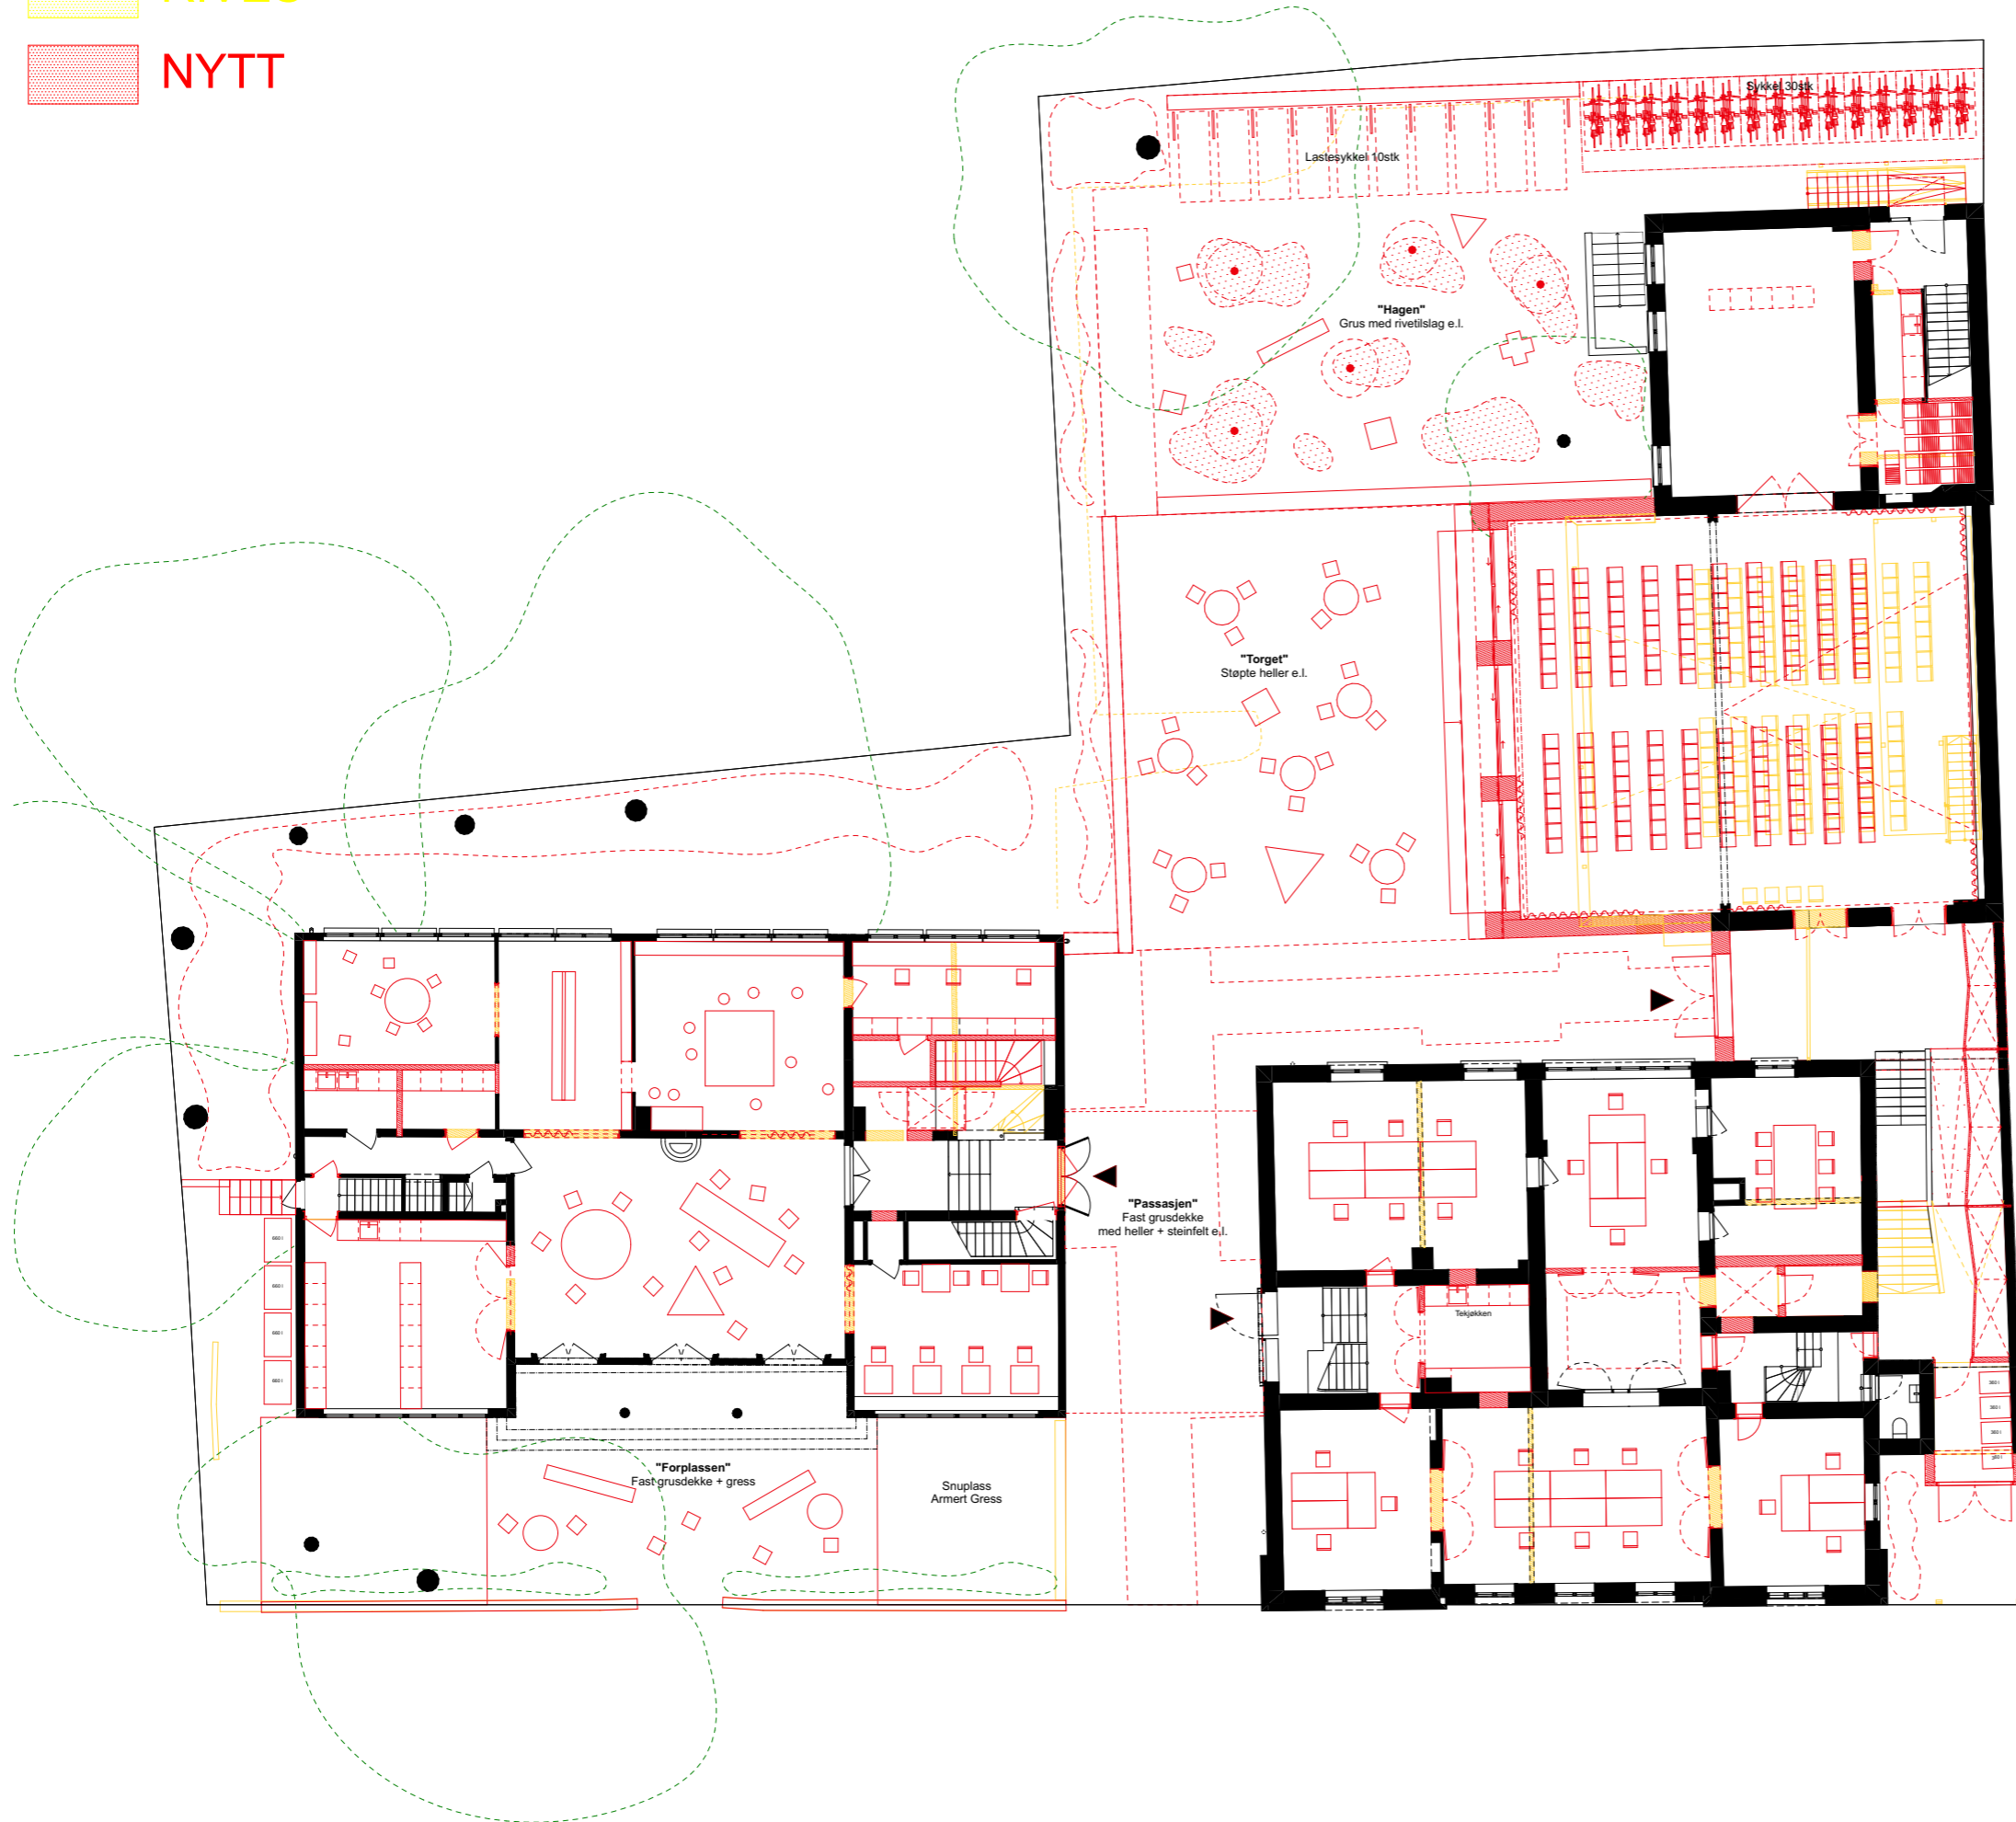 NYTT
Sykkel 30stk
Lastesykkel 10stk
"Hagen"
Grus med rivetilslag e.l.
"Torget"
Støpte heller e.l.
"Passasjen"
Fast grusdekke
med heller + steinfelt e.l.
Tekjøkken
"Forplassen"
Fast grusdekke + gress
Snuplass
Armert Gress